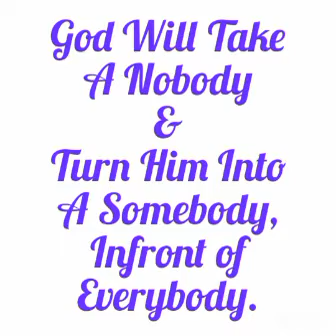 God Will Take
A Nobody
&
Turn Him Into
A Somebody,
Infront of
Everybody.